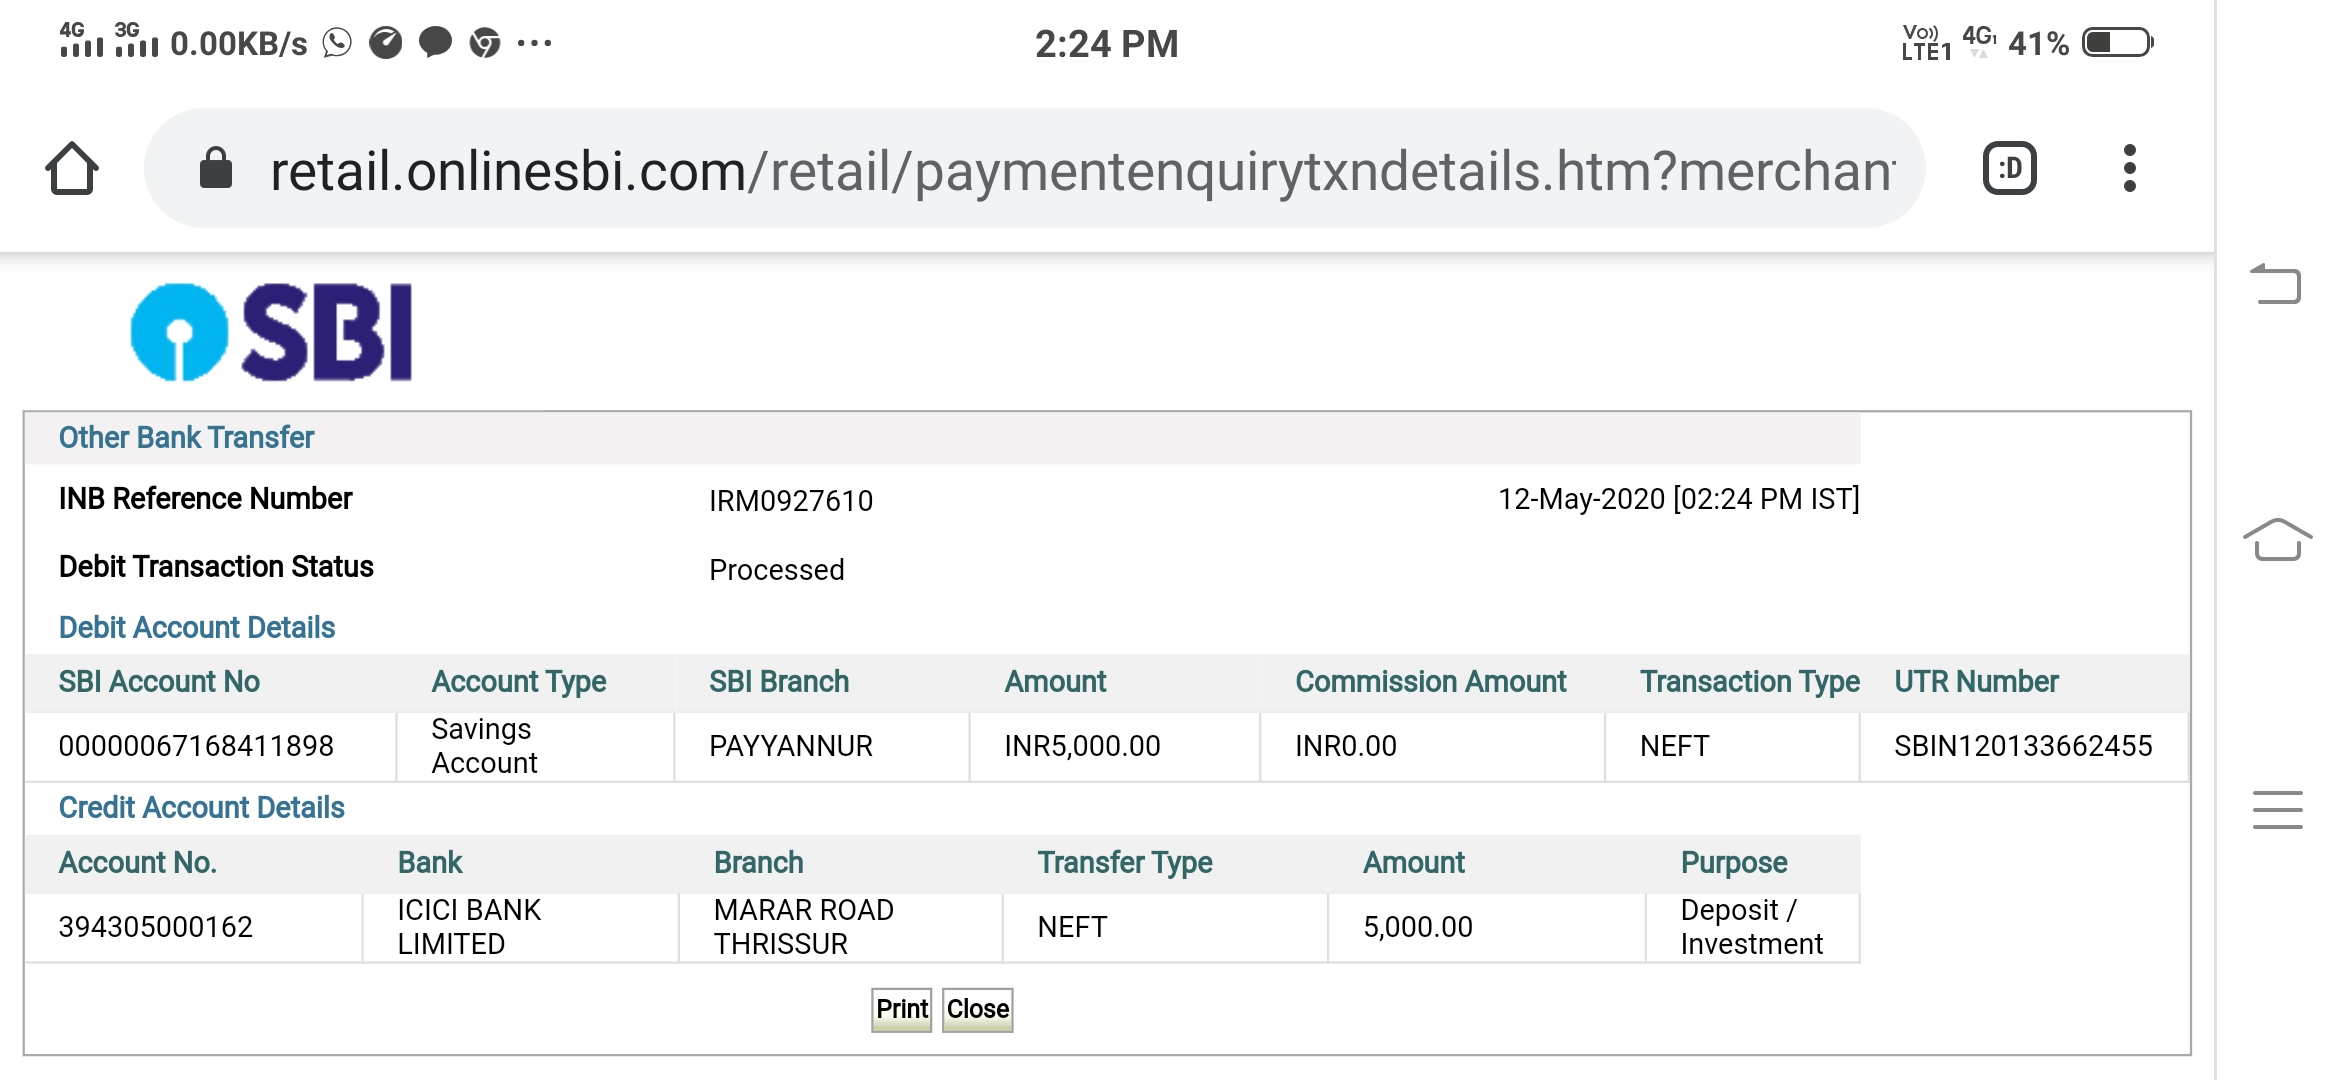 4G 3G 0.00KB/s 2:24 PM Vo)) LTE1 4G1 41%
retail.onlinesbi.com/retail/paymentenquirytxndetails.htm?merchant
:D
SBI
Other Bank Transfer
INB Reference Number IRM0927610 12-May-2020 [02:24 PM IST]
Debit Transaction Status Processed
Debit Account Details
SBI Account No Account Type SBI Branch Amount Commission Amount Transaction Type UTR Number
00000067168411898 Savings Account PAYYANNUR INR5,000.00 INR0.00 NEFT SBIN120133662455
Credit Account Details
Account No. Bank Branch Transfer Type Amount Purpose
394305000162 ICICI BANK LIMITED MARAR ROAD THRISSUR NEFT 5,000.00 Deposit / Investment
Print Close